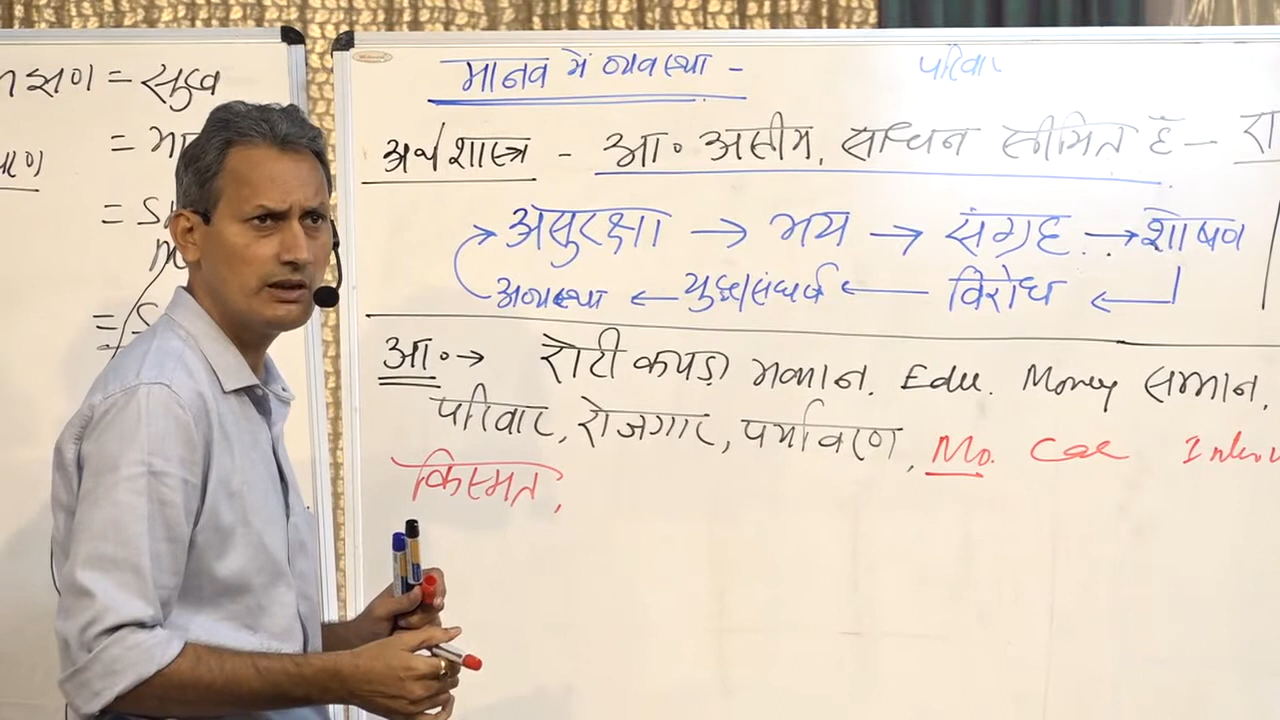 क्षण = सुख
मानव में व्यवस्था -
परिवार
अर्थशास्त्र - आ॰ असीम, साधन सीमित है - रा
असुरक्षा → भय → संग्रह → शोषण
अव्यवस्था ← युद्ध/संघर्ष ← विरोध ←
आ॰ → रोटी कपड़ा मकान. Edu. Money सम्मान,
परिवार, रोजगार, पर्यावरण, Mo. Car
किस्मत,